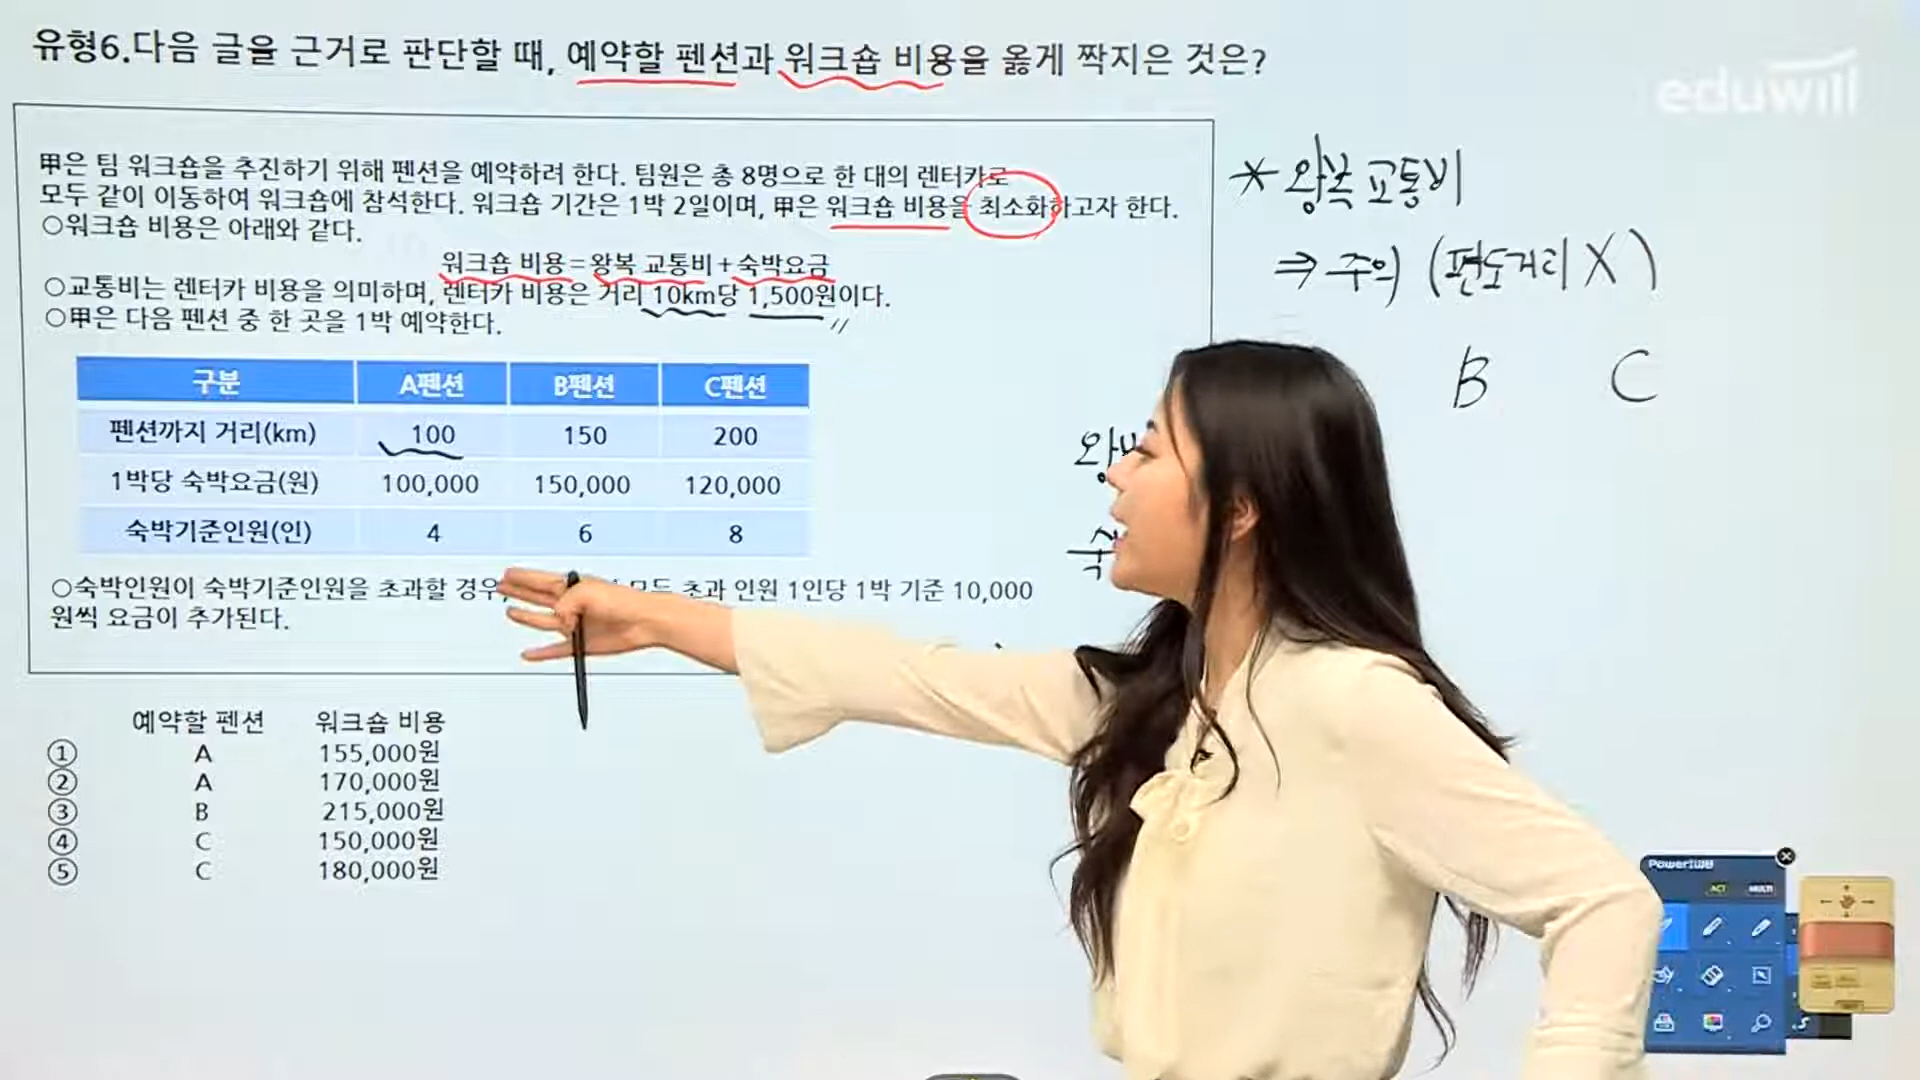 유형6.다음 글을 근거로 판단할 때, 예약할 펜션과 워크숍 비용을 옳게 짝지은 것은?
eduwill
甲은 팀 워크숍을 추진하기 위해 펜션을 예약하려 한다. 팀원은 총 8명으로 한 대의 렌터카로
모두 같이 이동하여 워크숍에 참석한다. 워크숍 기간은 1박 2일이며, 甲은 워크숍 비용을 최소화하고자 한다.
○워크숍 비용은 아래와 같다.
워크숍 비용=왕복 교통비+숙박요금
○교통비는 렌터카 비용을 의미하며, 렌터카 비용은 거리 10km당 1,500원이다.
○甲은 다음 펜션 중 한 곳을 1박 예약한다.
구분 A펜션 B펜션 C펜션
펜션까지 거리(km) 100 150 200
1박당 숙박요금(원) 100,000 150,000 120,000
숙박기준인원(인) 4 6 8
○숙박인원이 숙박기준인원을 초과할 경우, 모두 초과 인원 1인당 1박 기준 10,000
원씩 요금이 추가된다.
예약할 펜션 워크숍 비용
① A 155,000원
② A 170,000원
③ B 215,000원
④ C 150,000원
⑤ C 180,000원
* 왕복 교통비
⇒ 주의 (편도거리 X)
B C
PowerIWB
ACT MULTI